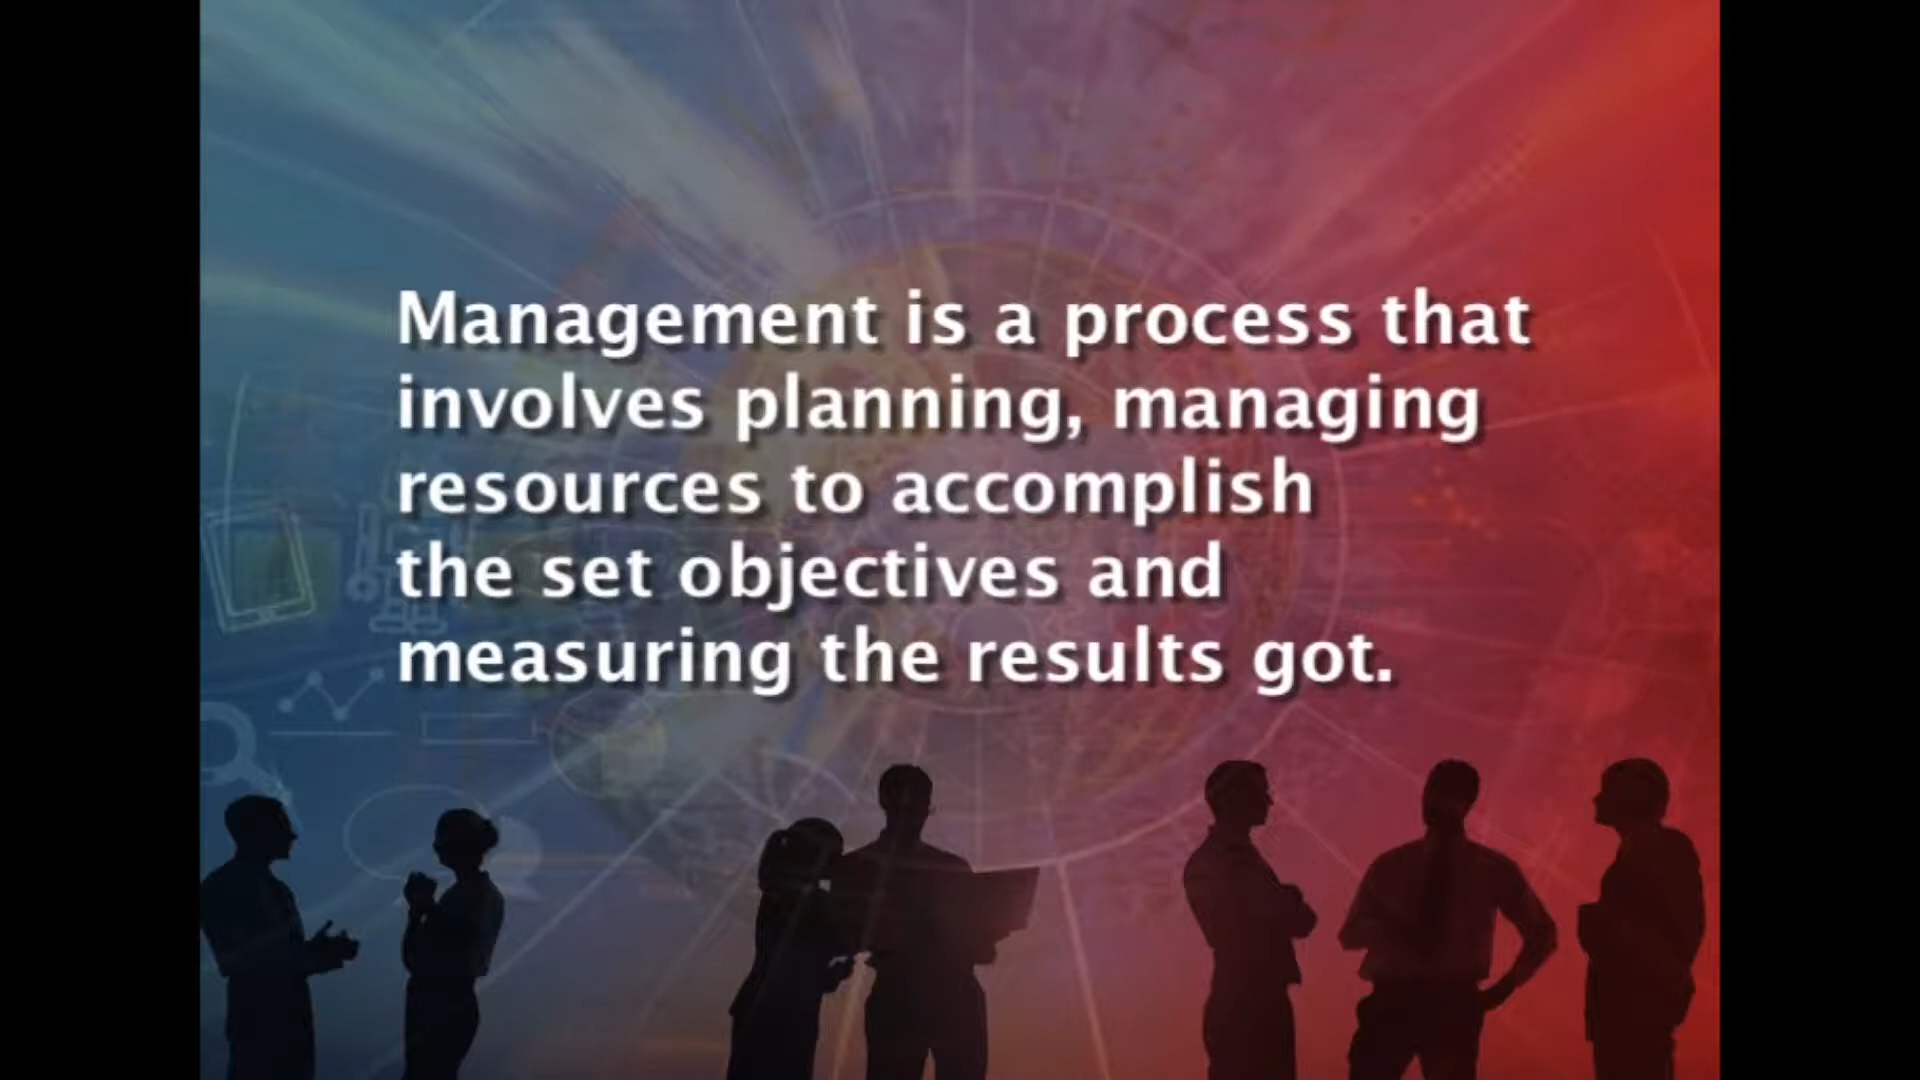 Management is a process that
involves planning, managing
resources to accomplish
the set objectives and
measuring the results got.